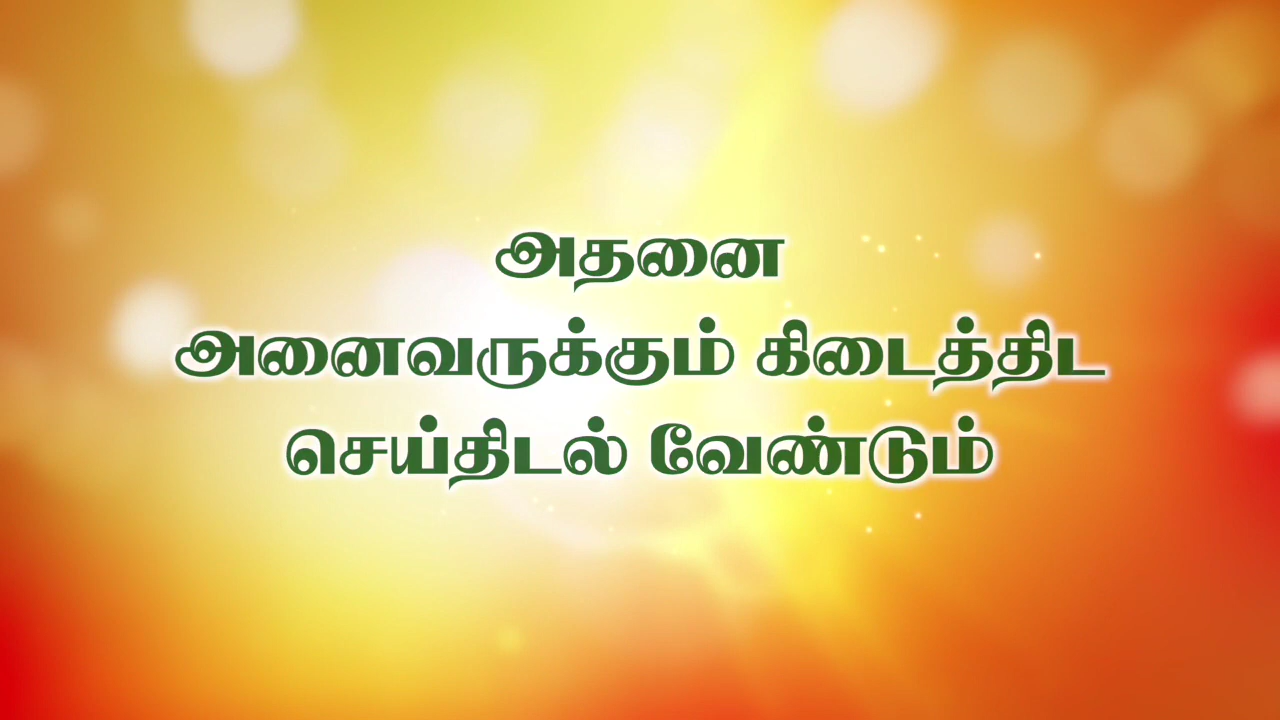 அதனை
அனைவருக்கும் கிடைத்திட
செய்திடல் வேண்டும்